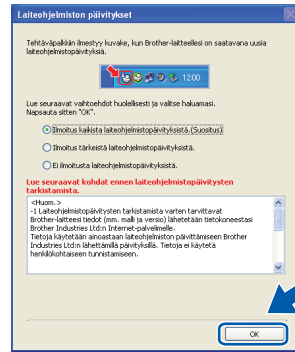 Laiteohjelmiston päivitykset
Tehtäväpalkkiin ilmestyy kuvake, kun Brother-laitteellesi on saatavana uusia
laiteohjelmistopäivityksiä.
12:00
Lue seuraavat vaihtoehdot huolellisesti ja valitse haluamasi.
Napsauta sitten "OK".
Ilmoitus kaikista laiteohjelmistopäivityksistä.(Suositus)
Ilmoitus tärkeistä laiteohjelmistopäivityksistä.
Ei ilmoitusta laiteohjelmistopäivityksistä.
Lue seuraavat kohdat ennen laiteohjelmistopäivitysten
tarkistamista.
<Huom.>
-1 Laiteohjelmistopäivitysten tarkistamista varten tarvittavat
Brother-laitteesi tiedot (mm. malli ja versio) lähetetään tietokoneestasi
Brother Industries Ltd:n Internet-palvelimelle.
Tietoja käytetään ainoastaan laiteohjelmiston päivittämiseen Brother
Industries Ltd:n lähettämillä päivityksillä. Tietoja ei käytetä
henkilökohtaiseen tunnistamiseen.
OK